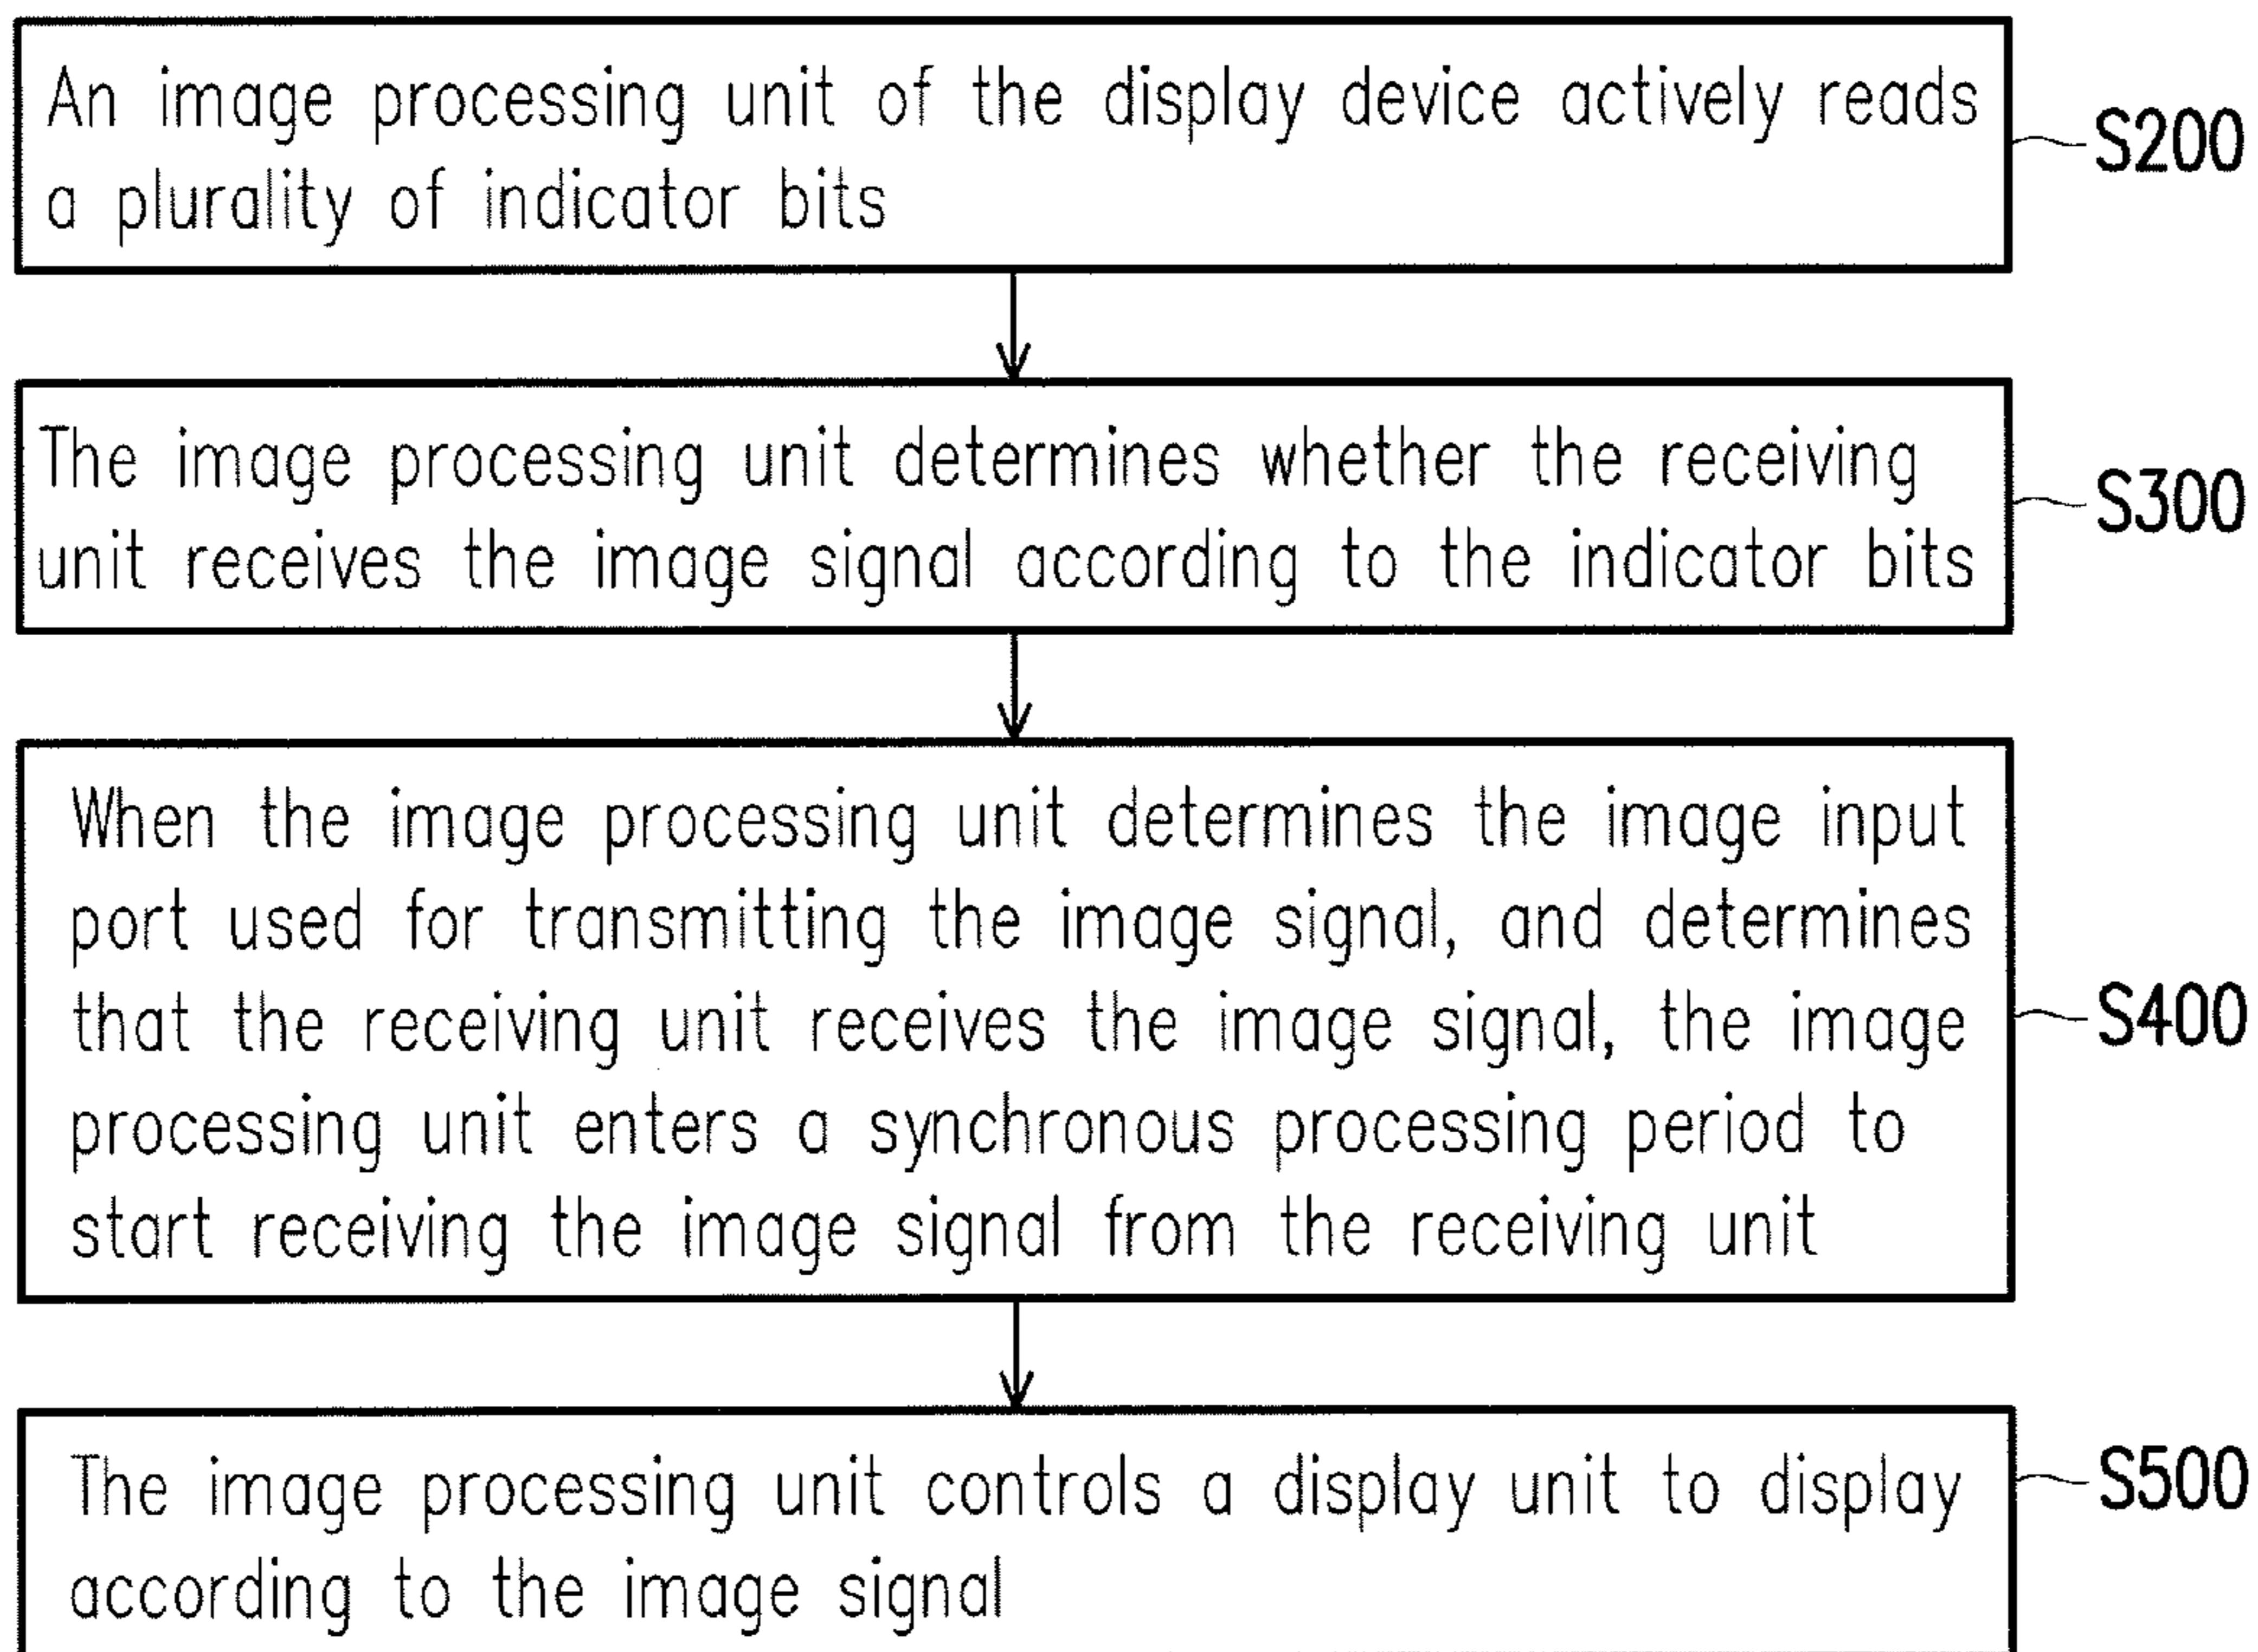 An image processing unit of the display device actively reads
a plurality of indicator bits
S200
The image processing unit determines whether the receiving
unit receives the image signal according to the indicator bits
S300
When the image processing unit determines the image input
port used for transmitting the image signal, and determines
that the receiving unit receives the image signal, the image
processing unit enters a synchronous processing period to
start receiving the image signal from the receiving unit
S400
The image processing unit controls a display unit to display
according to the image signal
S500